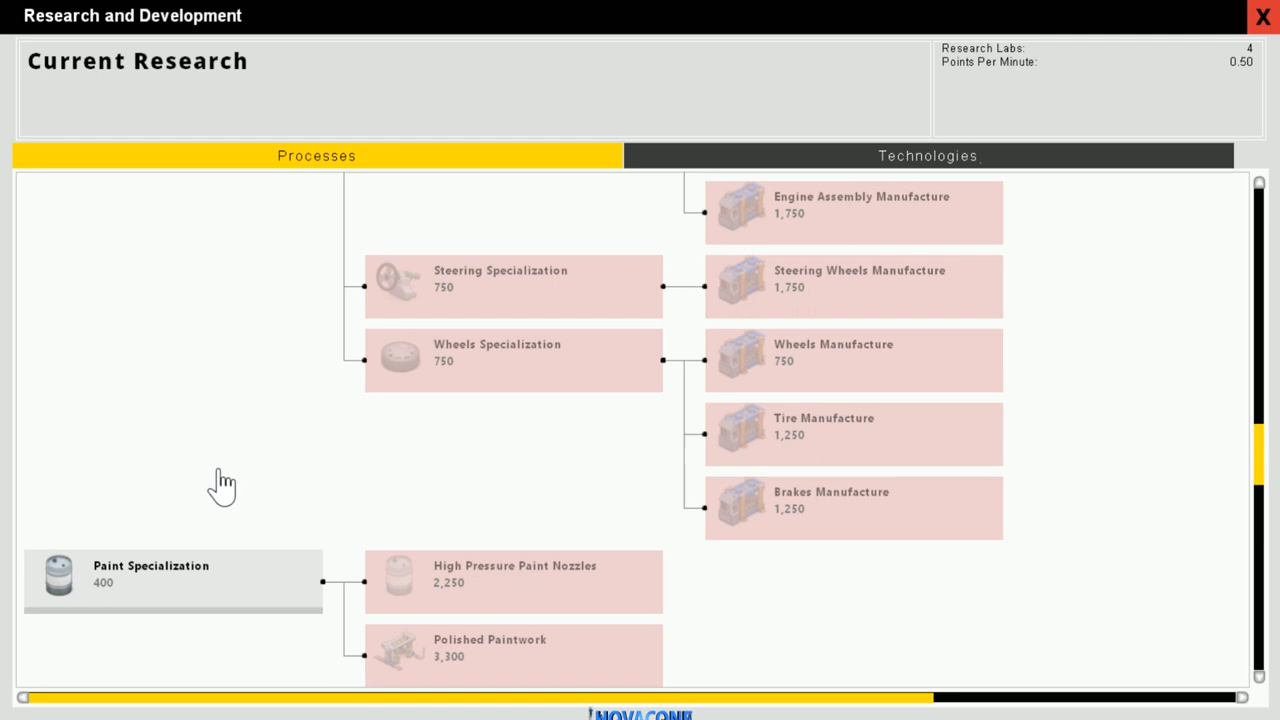 Research and Development
X
Current Research
Research Labs: 4
Points Per Minute: 0.50
Processes
Technologies
Engine Assembly Manufacture
1,750
Steering Specialization
750
Steering Wheels Manufacture
1,750
Wheels Specialization
750
Wheels Manufacture
750
Tire Manufacture
1,250
Brakes Manufacture
1,250
Paint Specialization
400
High Pressure Paint Nozzles
2,250
Polished Paintwork
3,300